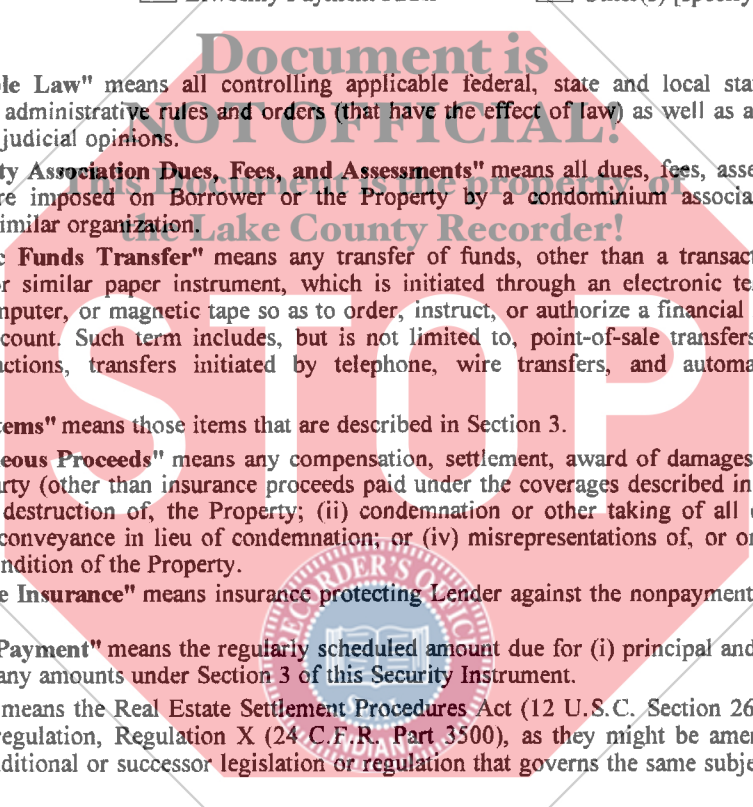 Document is
le Law" means all controlling applicable federal, state and local sta
administrative rules and orders (that have the effect of law) as well as a
NOT OFFICIAL!
judicial opinions.
ty Association Dues, Fees, and Assessments" means all dues, fees, asse
This Document is the property of
re imposed on Borrower or the Property by a condominium associa
imilar organization.
the Lake County Recorder!
c Funds Transfer" means any transfer of funds, other than a transac
or similar paper instrument, which is initiated through an electronic te
mputer, or magnetic tape so as to order, instruct, or authorize a financial
count. Such term includes, but is not limited to, point-of-sale transfers
actions, transfers initiated by telephone, wire transfers, and automa
STOP
tems" means those items that are described in Section 3.
eous Proceeds" means any compensation, settlement, award of damages
arty (other than insurance proceeds paid under the coverages described in
destruction of, the Property; (ii) condemnation or other taking of all
conveyance in lieu of condemnation; or (iv) misrepresentations of, or o
ndition of the Property.
RECORDER'S OFFICE
e Insurance" means insurance protecting Lender against the nonpayment
Payment" means the regularly scheduled amount due for (i) principal and
any amounts under Section 3 of this Security Instrument.
means the Real Estate Settlement Procedures Act (12 U.S.C. Section 26
regulation, Regulation X (24 C.F.R. Part 3500), as they might be ame
INDIANA
ditional or successor legislation or regulation that governs the same subje